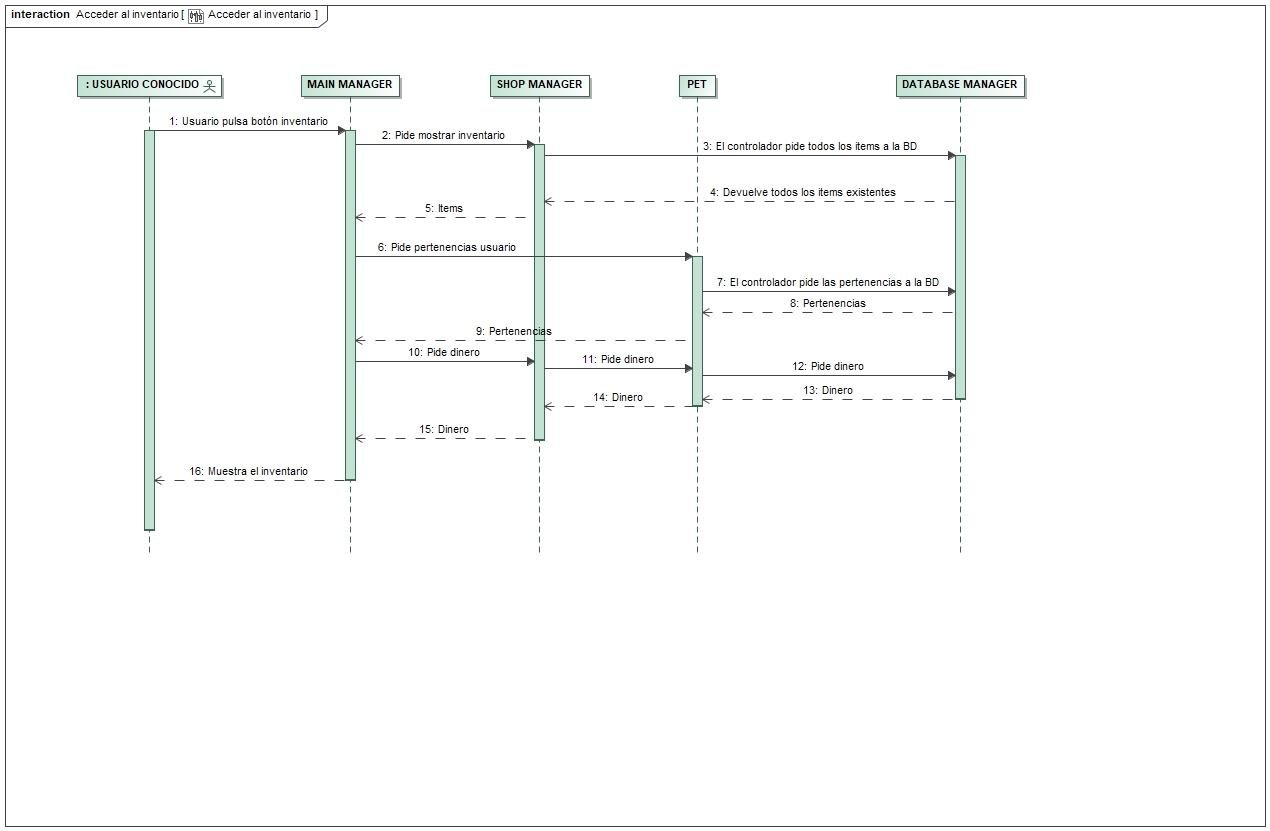 interaction Acceder al inventario [ Acceder al inventario ]
: USUARIO CONOCIDO
MAIN MANAGER
SHOP MANAGER
PET
DATABASE MANAGER
1: Usuario pulsa botón inventario
2: Pide mostrar inventario
3: El controlador pide todos los items a la BD
4: Devuelve todos los items existentes
5: Items
6: Pide pertenencias usuario
7: El controlador pide las pertenencias a la BD
8: Pertenencias
9: Pertenencias
10: Pide dinero
11: Pide dinero
12: Pide dinero
13: Dinero
14: Dinero
15: Dinero
16: Muestra el inventario